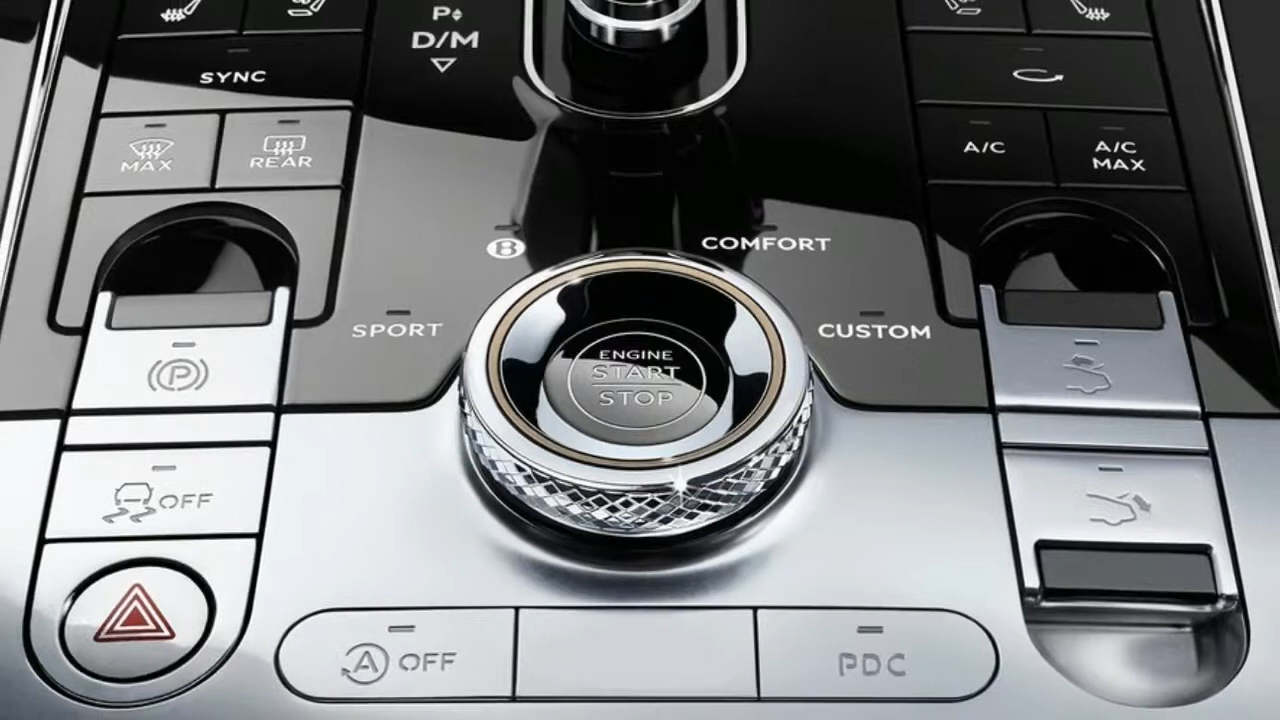 P
D/M
SYNC
MAX
REAR
A/C
A/C
MAX
B
COMFORT
SPORT
CUSTOM
ENGINE
START
STOP
P
OFF
A OFF
PDC